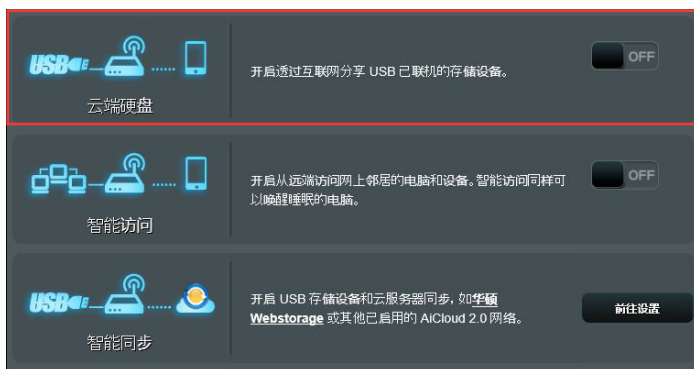 USB
云端硬盘
开启透过互联网分享 USB 已联机的存储设备。
OFF
智能访问
开启从远端访问网上邻居的电脑和设备。智能访问同样可
以唤醒睡眠的电脑。
OFF
USB
智能同步
开启 USB 存储设备和云服务器同步, 如华硕
Webstorage 或其他已启用的 AiCloud 2.0 网络。
前往设置